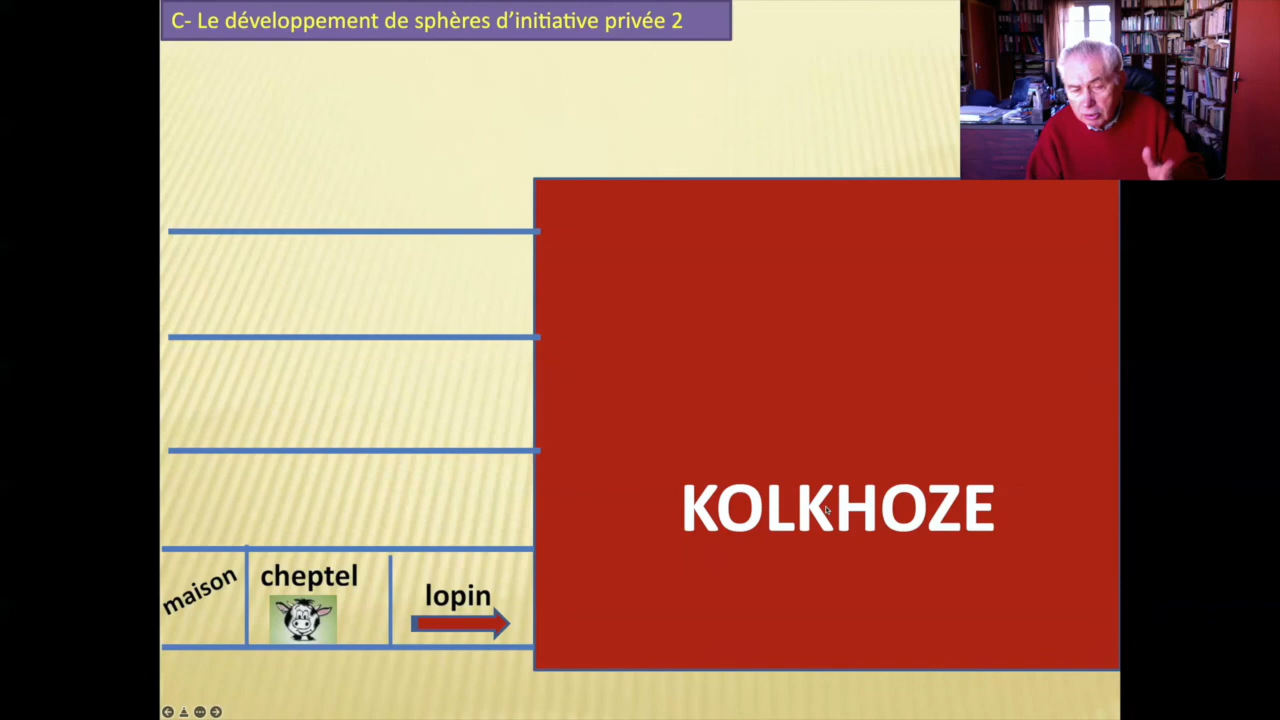 C- Le développement de sphères d’initiative privée 2
KOLKHOZE
maison
cheptel
lopin